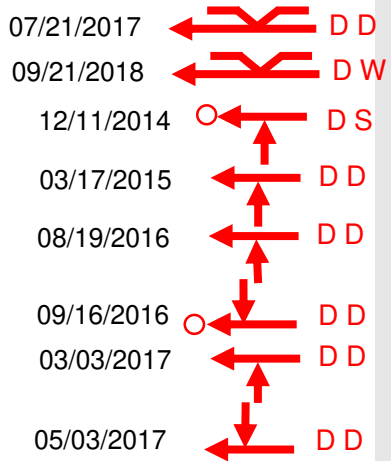 07/21/2017 D D
09/21/2018 D W
12/11/2014 D S
03/17/2015 D D
08/19/2016 D D
09/16/2016 D D
03/03/2017 D D
05/03/2017 D D